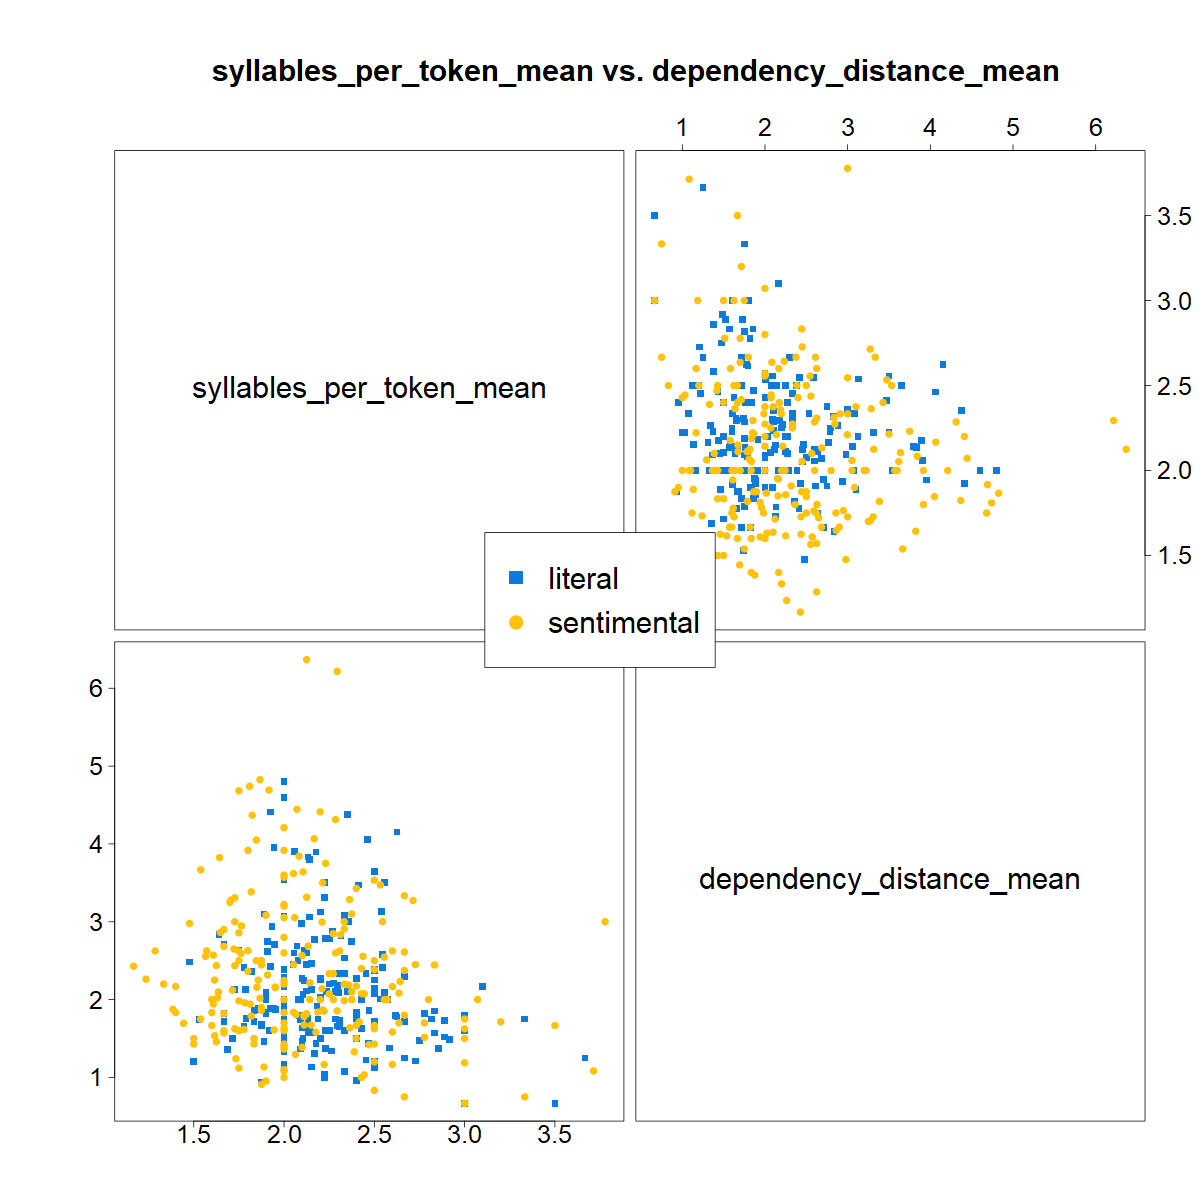 syllables_per_token_mean vs. dependency_distance_mean
1 2 3 4 5 6
syllables_per_token_mean
3.5
3.0
2.5
2.0
1.5
literal
sentimental
6
5
4
3
2
1
dependency_distance_mean
1.5 2.0 2.5 3.0 3.5